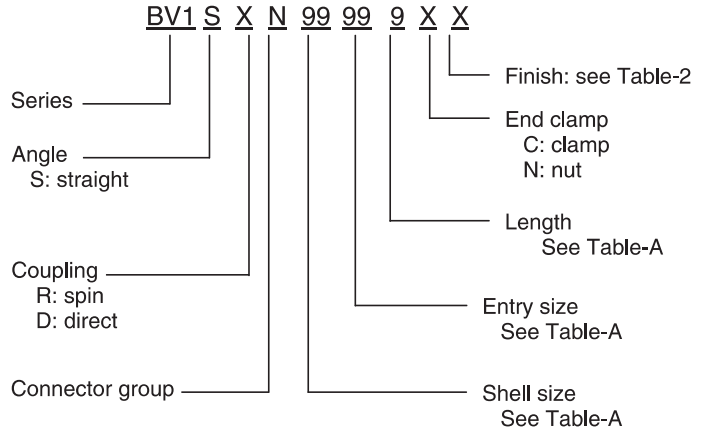 BV1 S X N 99 99 9 X X
Series
Angle
S: straight
Coupling
R: spin
D: direct
Connector group
Finish: see Table-2
End clamp
C: clamp
N: nut
Length
See Table-A
Entry size
See Table-A
Shell size
See Table-A